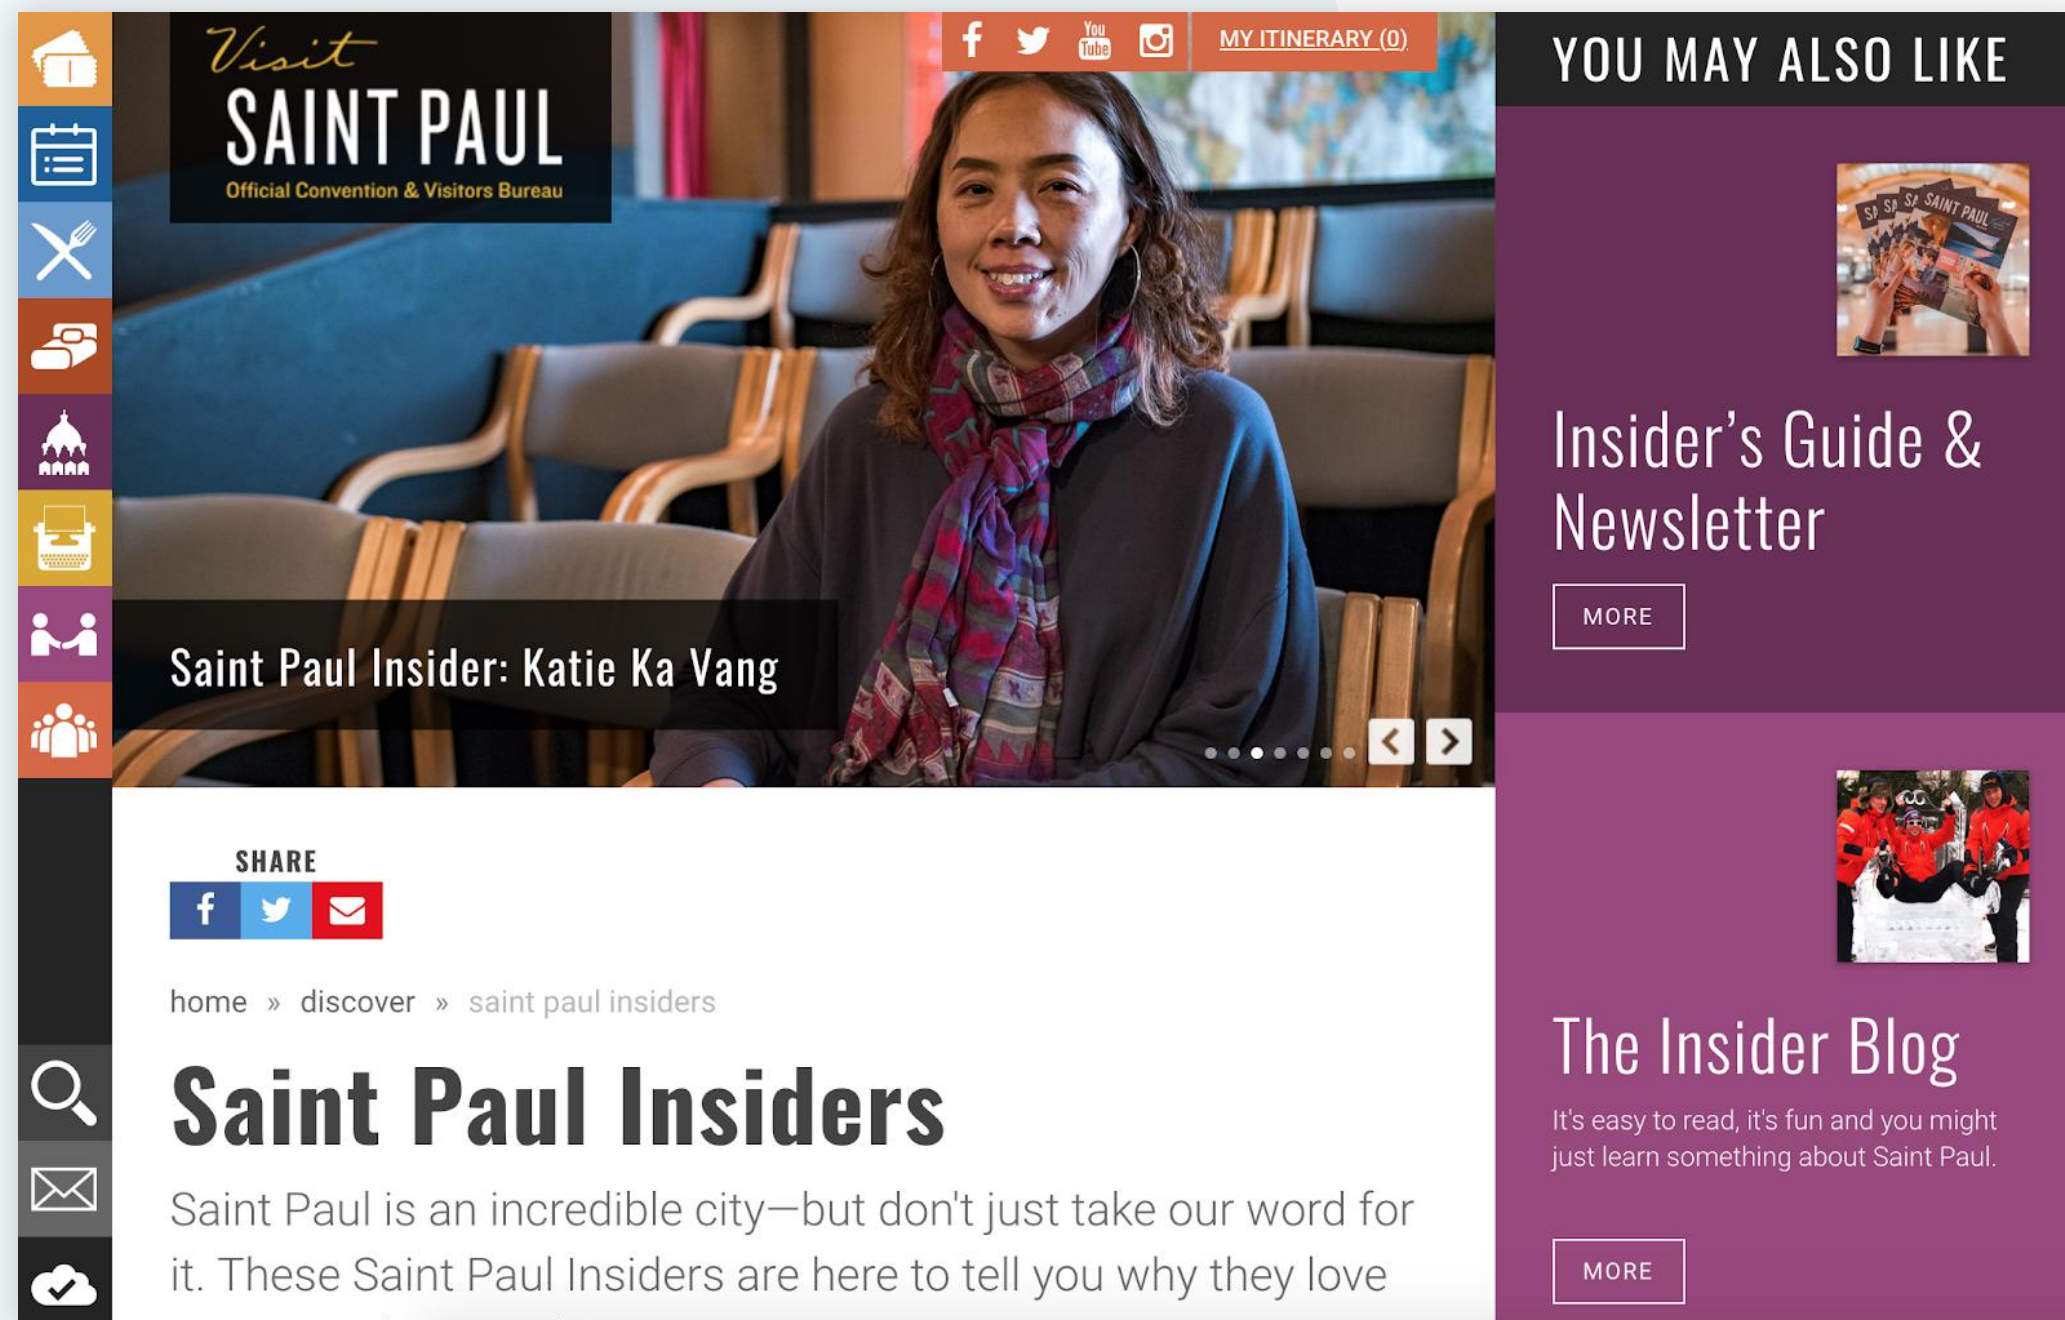 Visit
SAINT PAUL
Official Convention & Visitors Bureau
You
Tube
MY ITINERARY (0)
Saint Paul Insider: Katie Ka Vang
SHARE
home » discover » saint paul insiders
Saint Paul Insiders
Saint Paul is an incredible city—but don't just take our word for
it. These Saint Paul Insiders are here to tell you why they love
YOU MAY ALSO LIKE
SAINT PAUL
Insider's Guide &
Newsletter
MORE
The Insider Blog
It's easy to read, it's fun and you might
just learn something about Saint Paul.
MORE